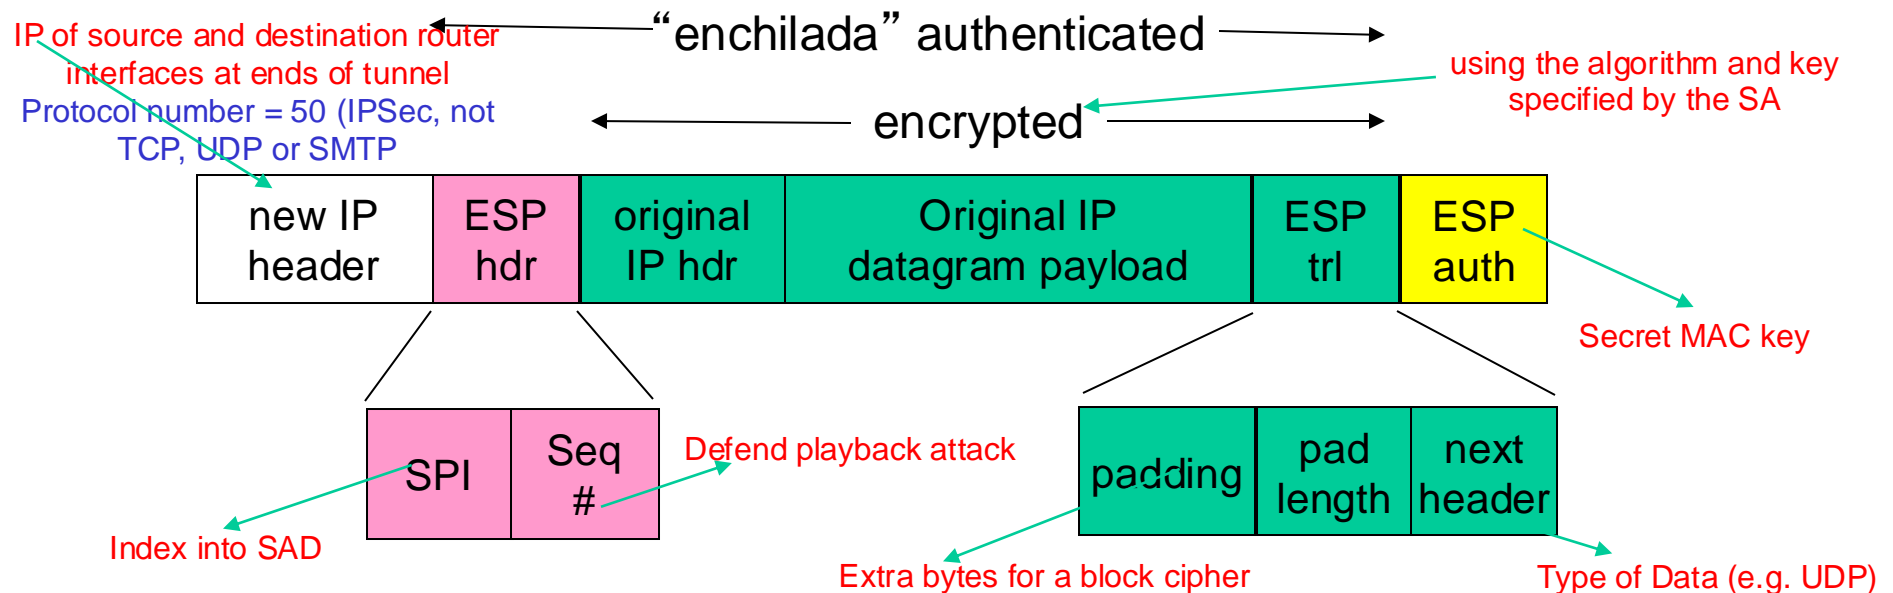 “enchilada” authenticated
IP of source and destination router
interfaces at ends of tunnel
Protocol number = 50 (IPSec, not
TCP, UDP or SMTP
using the algorithm and key
specified by the SA
encrypted
new IP
header
ESP
hdr
original
IP hdr
Original IP
datagram payload
ESP
trl
ESP
auth
Secret MAC key
SPI
Seq
#
Defend playback attack
padding
pad
length
next
header
Index into SAD
Extra bytes for a block cipher
Type of Data (e.g. UDP)